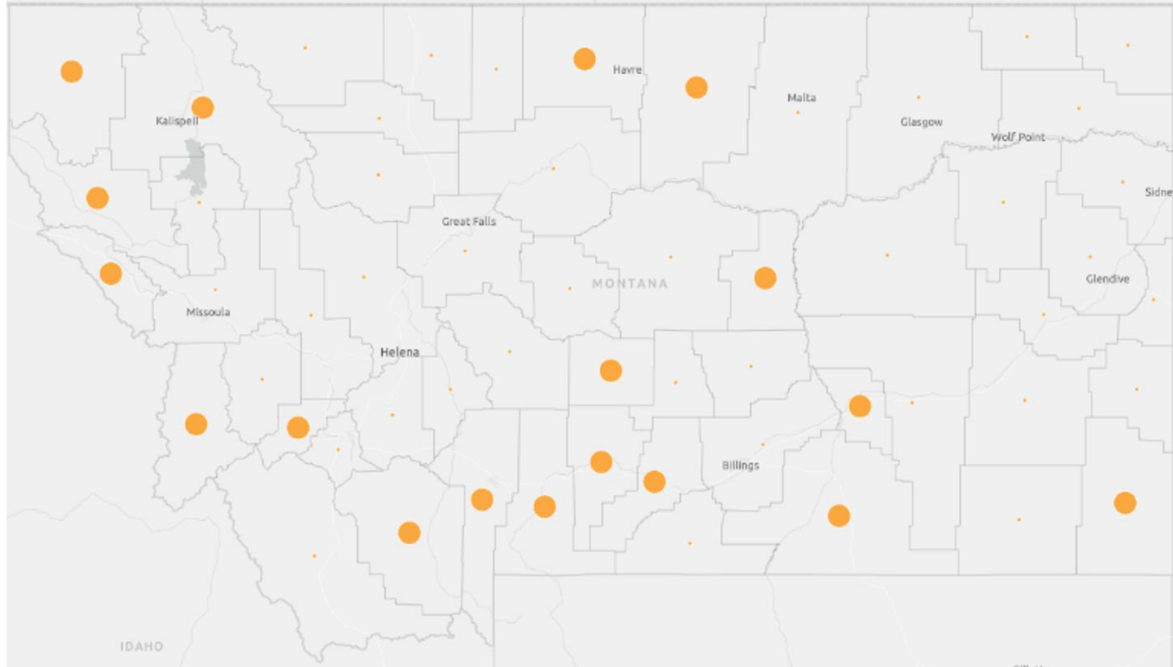 Havre
Malta
Kalispell
Glasgow
Wolf Point
Sidne
Great Falls
MONTANA
Glendive
Missoula
Helena
Billings
IDAHO